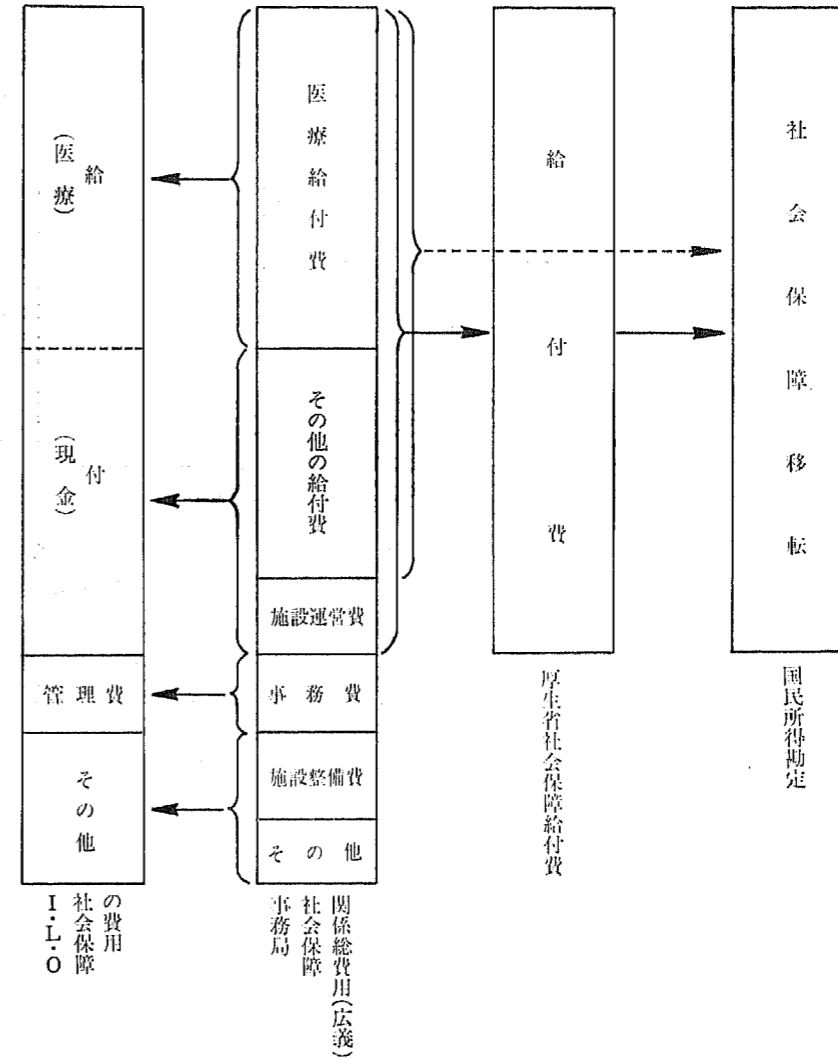 給付
(医療)
(現金)
管理費
その他
I・L・O
社会保障
の費用
医療給付費
その他の給付費
施設運営費
事務費
施設整備費
その他
事務局
社会保障
関係総費用(広義)
給付費
厚生省社会保障給付費
社会保障移転
国民所得勘定